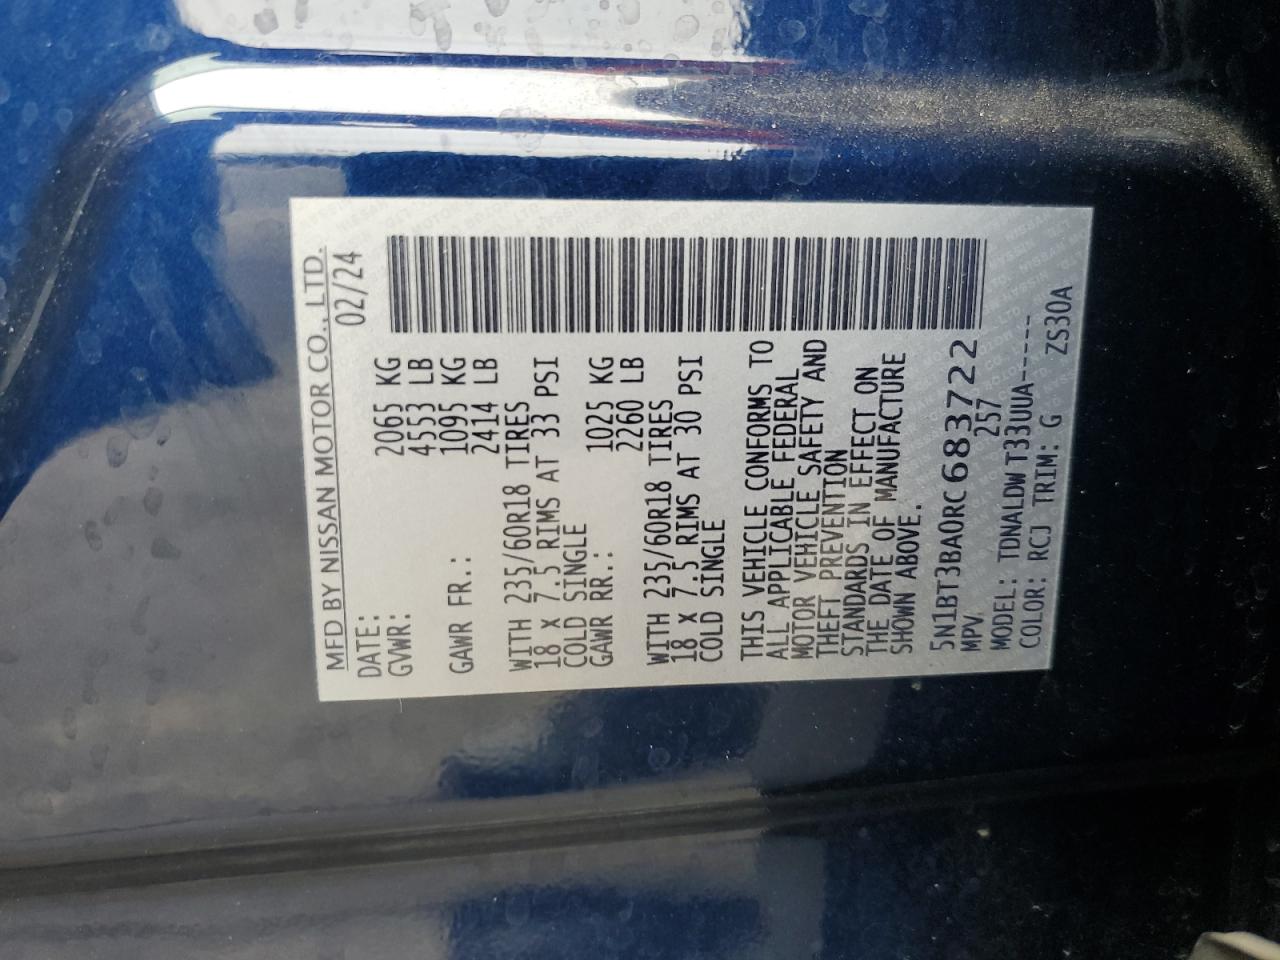 MFD BY NISSAN MOTOR CO., LTD.
DATE: 02/24
GVWR: 2065 KG
4553 LB
GAWR FR.: 1095 KG
2414 LB
WITH 235/60R18 TIRES
18 X 7.5 RIMS AT 33 PSI
COLD SINGLE
GAWR RR.: 1025 KG
2260 LB
WITH 235/60R18 TIRES
18 X 7.5 RIMS AT 30 PSI
COLD SINGLE
THIS VEHICLE CONFORMS TO
ALL APPLICABLE FEDERAL
MOTOR VEHICLE SAFETY AND
THEFT PREVENTION
STANDARDS IN EFFECT ON
THE DATE OF MANUFACTURE
SHOWN ABOVE.
5N1BT3BA0RC683722
MPV 257
MODEL: TDNALDWT33UUA-----
COLOR: RCJ TRIM: G ZS30A